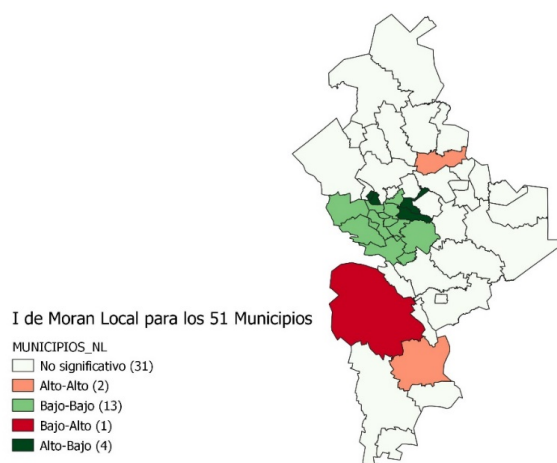 I de Moran Local para los 51 Municipios
MUNICIPIOS_NL
No significativo (31)
Alto-Alto (2)
Bajo-Bajo (13)
Bajo-Alto (1)
Alto-Bajo (4)